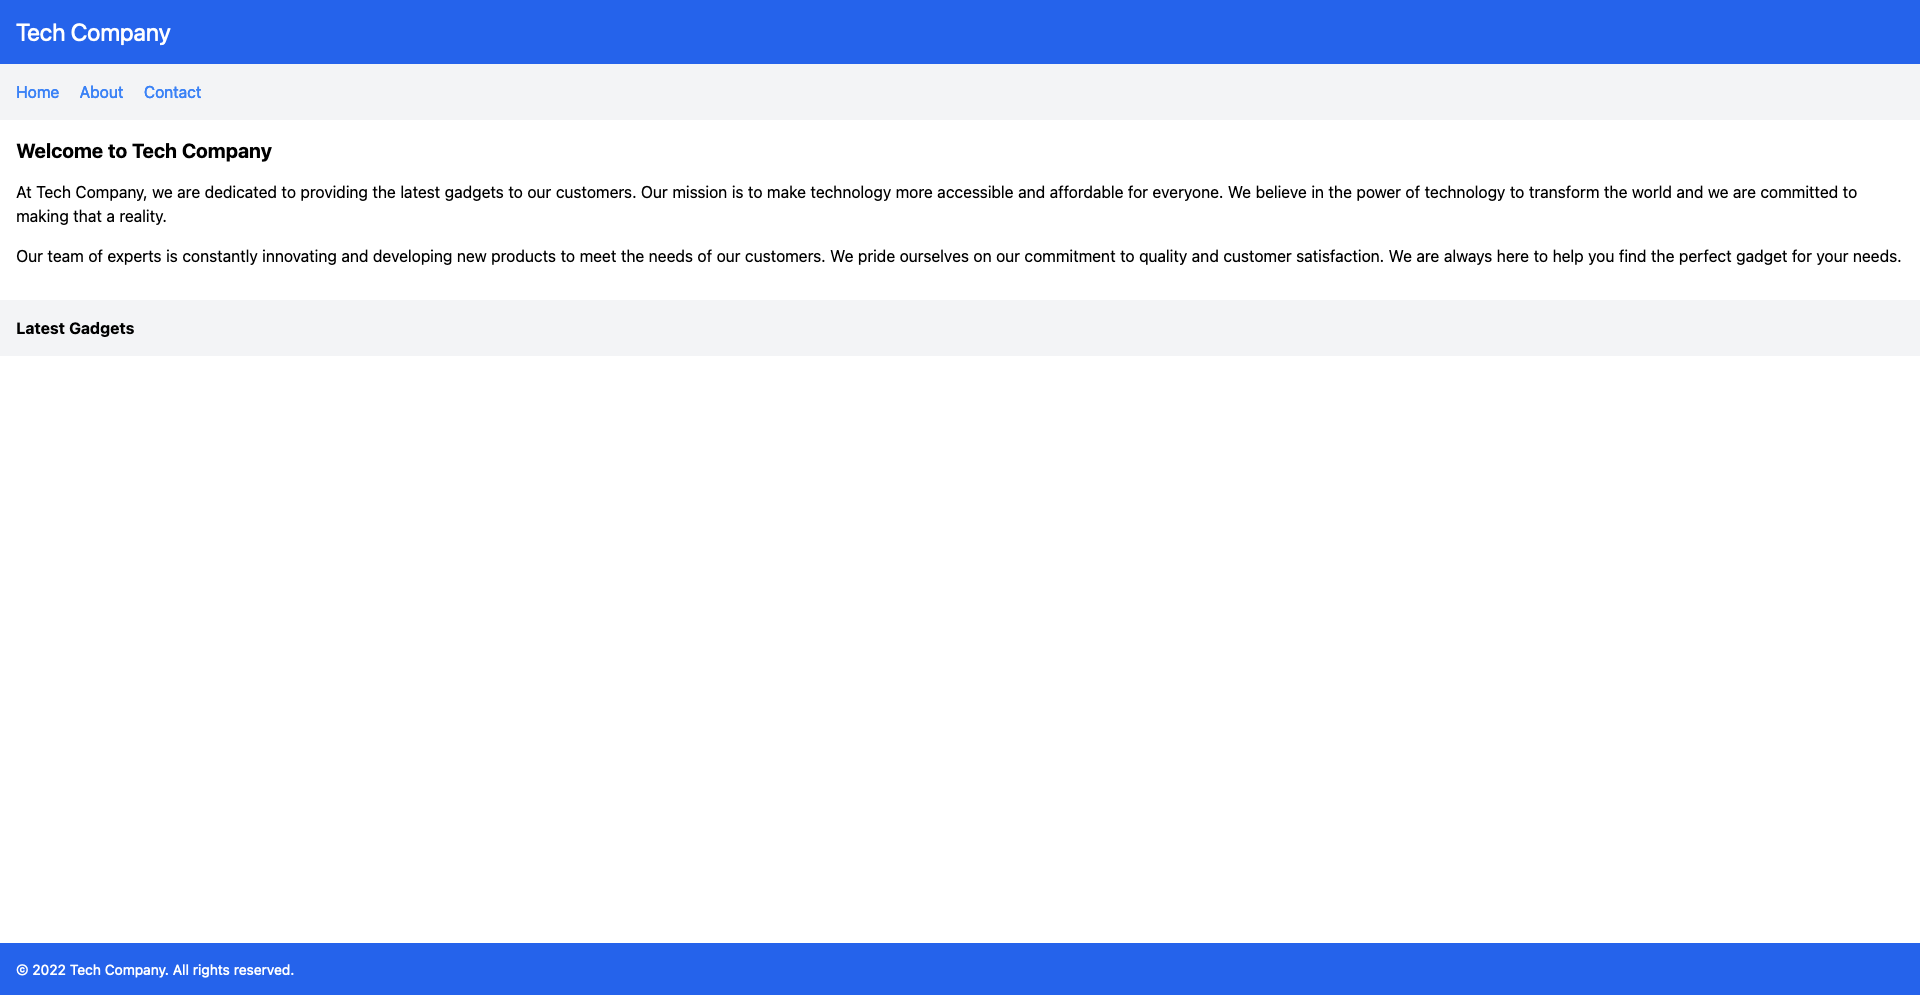 Tech Company
Home About Contact
Welcome to Tech Company
At Tech Company, we are dedicated to providing the latest gadgets to our customers. Our mission is to make technology more accessible and affordable for everyone. We believe in the power of technology to transform the world and we are committed to
making that a reality.
Our team of experts is constantly innovating and developing new products to meet the needs of our customers. We pride ourselves on our commitment to quality and customer satisfaction. We are always here to help you find the perfect gadget for your needs.
Latest Gadgets
© 2022 Tech Company. All rights reserved.